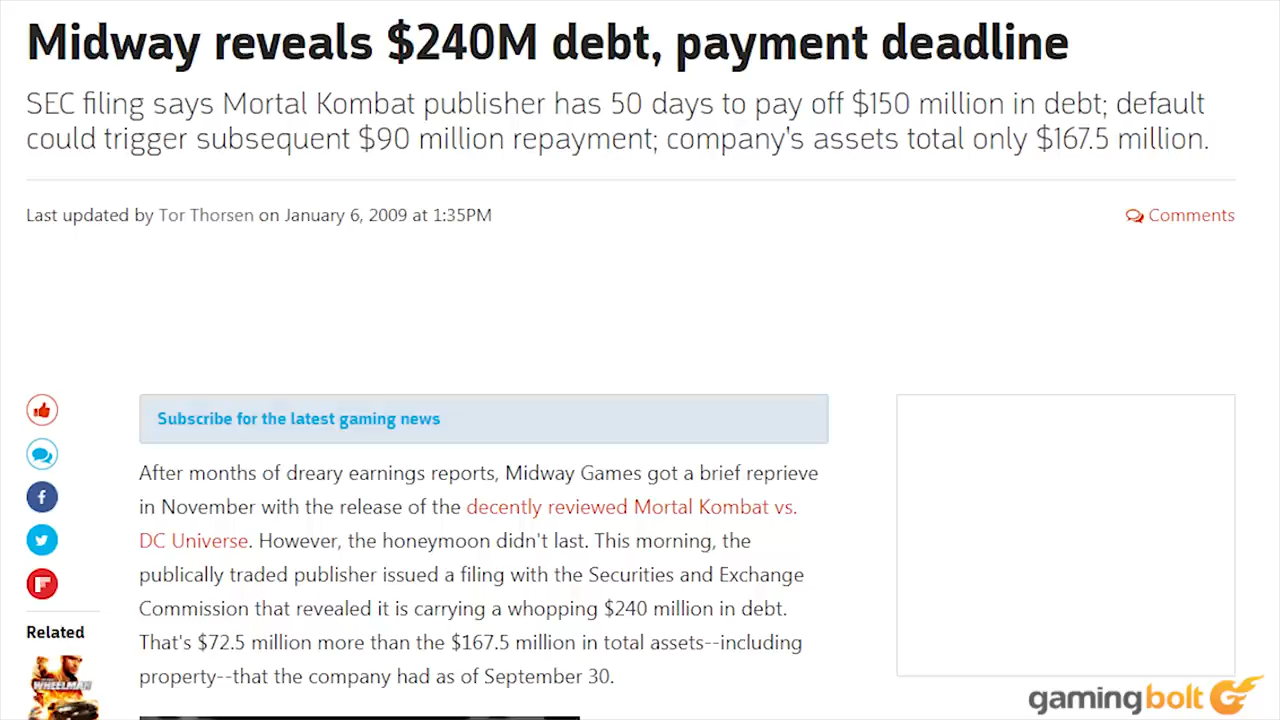 Midway reveals $240M debt, payment deadline
SEC filing says Mortal Kombat publisher has 50 days to pay off $150 million in debt; default
could trigger subsequent $90 million repayment; company's assets total only $167.5 million.
Last updated by Tor Thorsen on January 6, 2009 at 1:35PM
Comments
Subscribe for the latest gaming news
After months of dreary earnings reports, Midway Games got a brief reprieve
in November with the release of the decently reviewed Mortal Kombat vs.
DC Universe. However, the honeymoon didn't last. This morning, the
publically traded publisher issued a filing with the Securities and Exchange
Commission that revealed it is carrying a whopping $240 million in debt.
That's $72.5 million more than the $167.5 million in total assets--including
property--that the company had as of September 30.
Related
WHEELMAN
gamingbolt